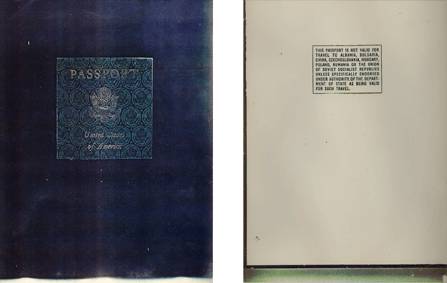 PASSPORT
United States
of America
THIS PASSPORT IS NOT VALID FOR
TRAVEL TO ALBANIA, BULGARIA,
CHINA, CZECHOSLOVAKIA, HUNGARY,
POLAND, RUMANIA OR THE UNION
OF SOVIET SOCIALIST REPUBLICS
UNLESS SPECIFICALLY ENDORSED
UNDER AUTHORITY OF THE DEPART-
MENT OF STATE AS BEING VALID
FOR SUCH TRAVEL.